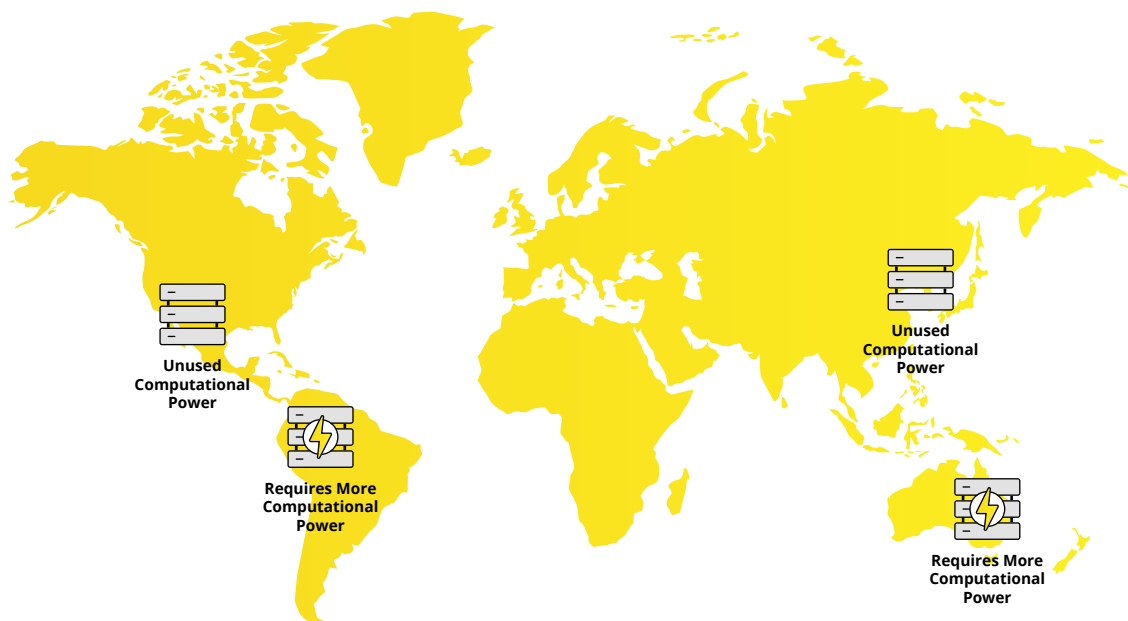 Unused
Computational
Power
Unused
Computational
Power
Requires More
Computational
Power
Requires More
Computational
Power